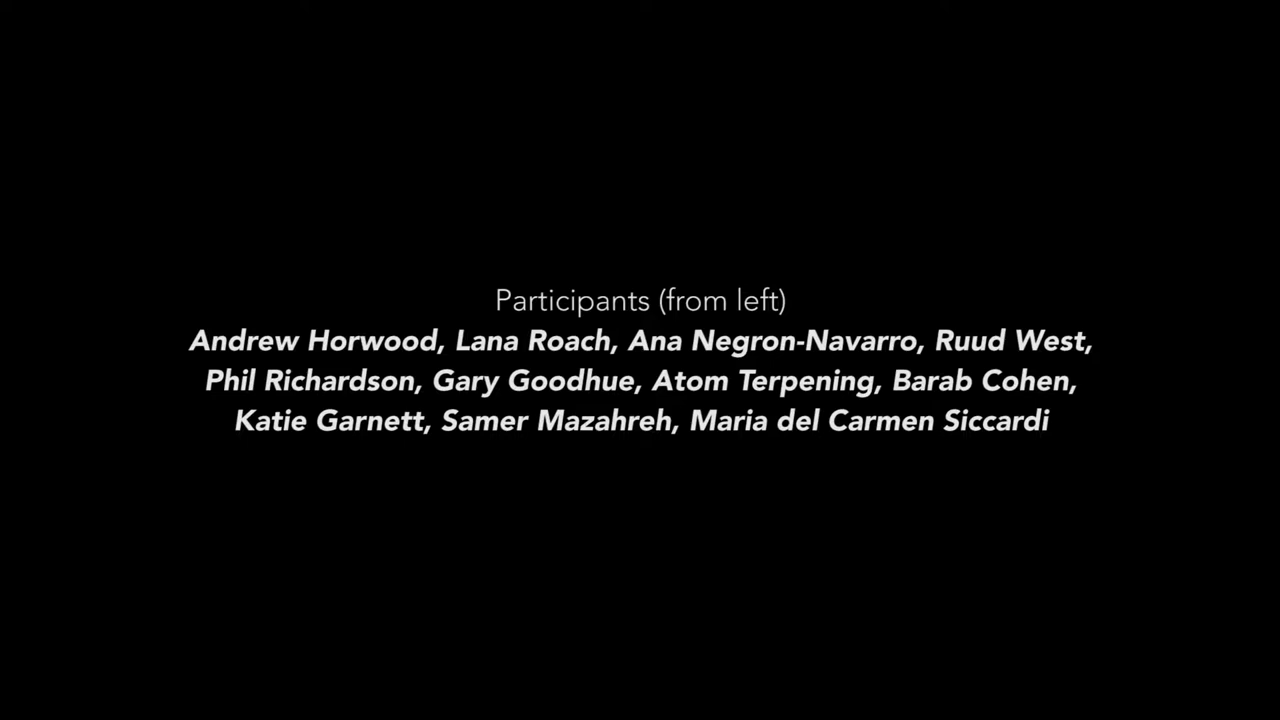 Participants (from left)
Andrew Horwood, Lana Roach, Ana Negron-Navarro, Ruud West,
Phil Richardson, Gary Goodhue, Atom Terpening, Barab Cohen,
Katie Garnett, Samer Mazahreh, Maria del Carmen Siccardi